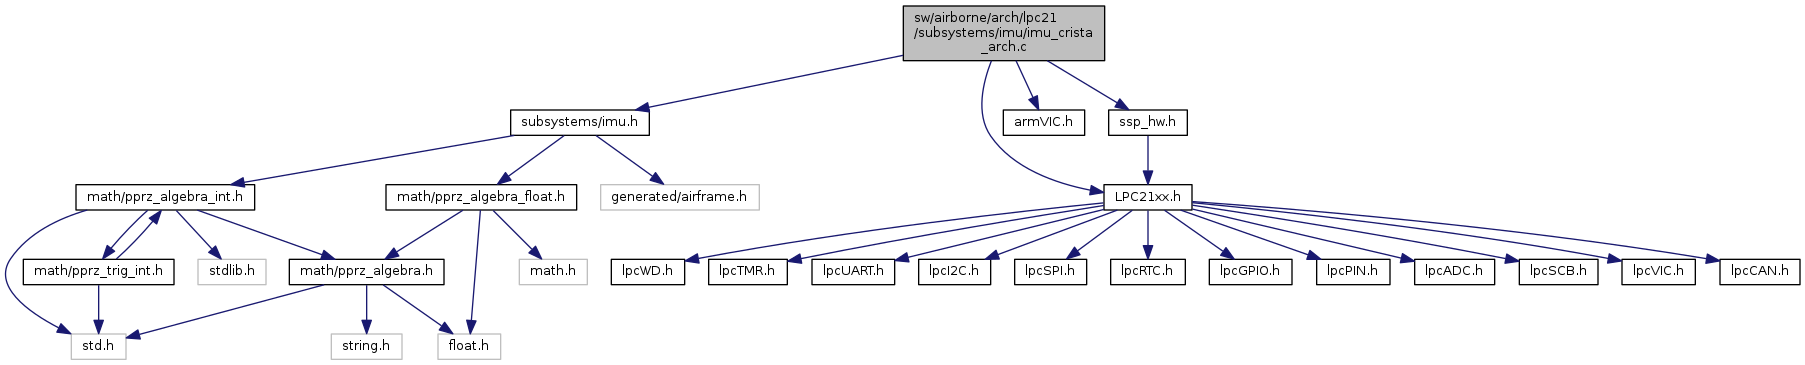 sw/airborne/arch/lpc21
/subsystems/imu/imu_crista
_arch.c
subsystems/imu.h
armVIC.h
ssp_hw.h
math/pprz_algebra_int.h
math/pprz_algebra_float.h
generated/airframe.h
LPC21xx.h
math/pprz_trig_int.h
stdlib.h
math/pprz_algebra.h
math.h
lpcWD.h
lpcTMR.h
lpcUART.h
lpcI2C.h
lpcSPI.h
lpcRTC.h
lpcGPIO.h
lpcPIN.h
lpcADC.h
lpcSCB.h
lpcVIC.h
lpcCAN.h
std.h
string.h
float.h